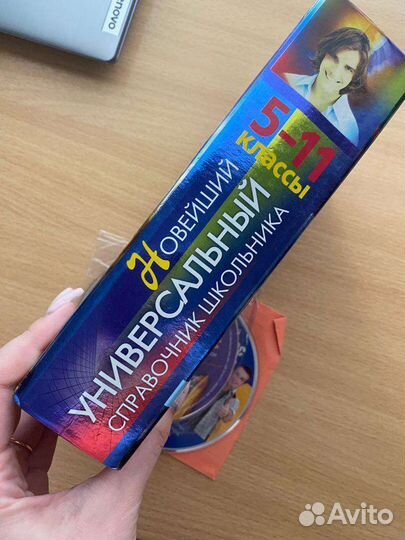 Lenovo
5-11
классы
Новейший
УНИВЕРСАЛЬНЫЙ
СПРАВОЧНИК ШКОЛЬНИКА
Avito